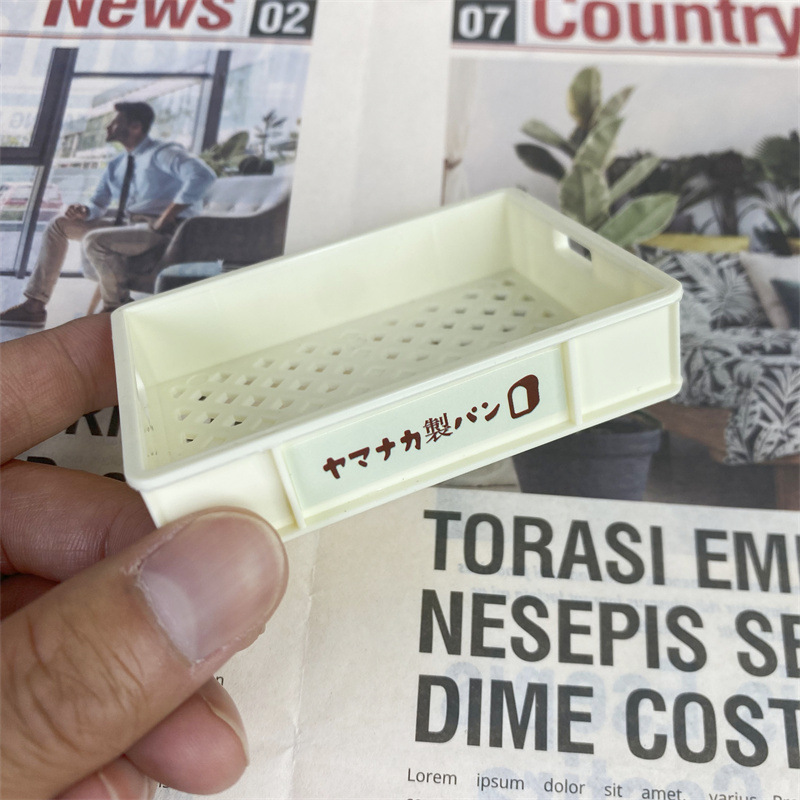 News 02
07 Country
ヤマナカ製パン
TORASI EM
NESEPIS SE
DIME COST
Lorem ipsum dolor sit amet, varius